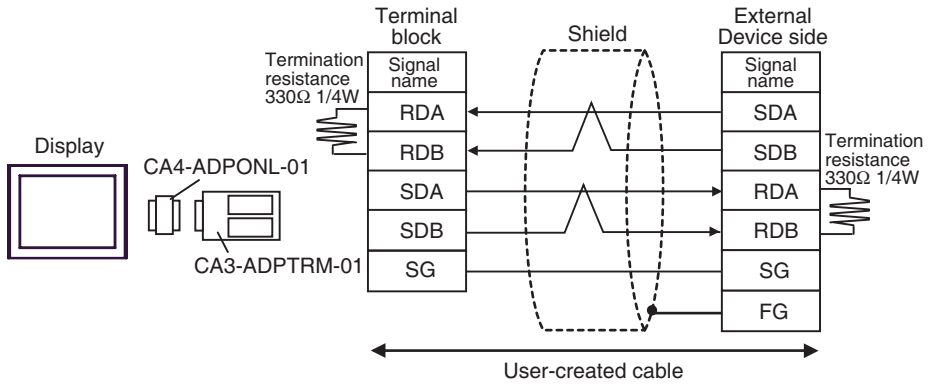 Terminal
block
Shield
External
Device side
Termination
resistance
330Ω 1/4W
Signal
name
Signal
name
RDA
SDA
Display
CA4-ADPONL-01
RDB
SDB
Termination
resistance
330Ω 1/4W
SDA
RDA
SDB
RDB
CA3-ADPTRM-01
SG
SG
FG
User-created cable